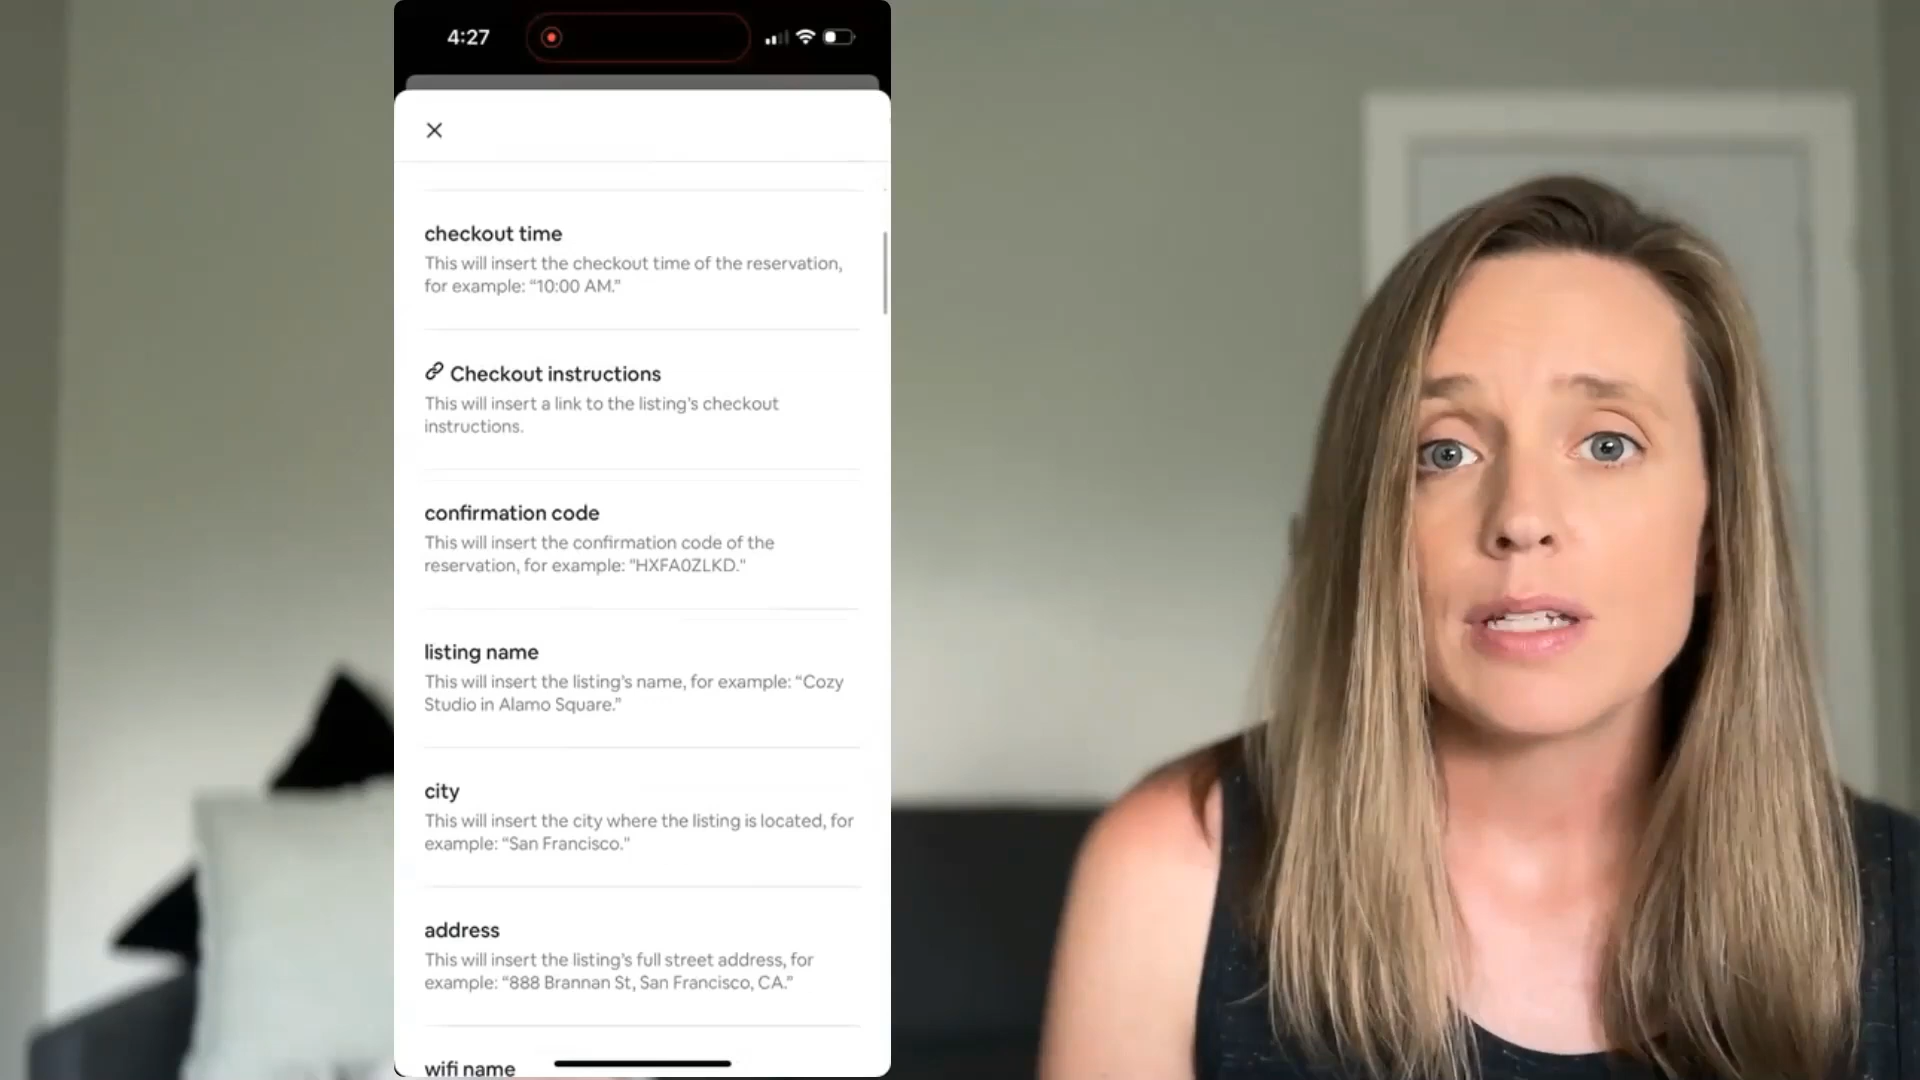 4:27
checkout time
This will insert the checkout time of the reservation,
for example: “10:00 AM.”
Checkout instructions
This will insert a link to the listing's checkout
instructions.
confirmation code
This will insert the confirmation code of the
reservation, for example: "HXFA0ZLKD."
listing name
This will insert the listing's name, for example: “Cozy
Studio in Alamo Square.”
city
This will insert the city where the listing is located, for
example: “San Francisco.”
address
This will insert the listing's full street address, for
example: “888 Brannan St, San Francisco, CA.”
wifi name